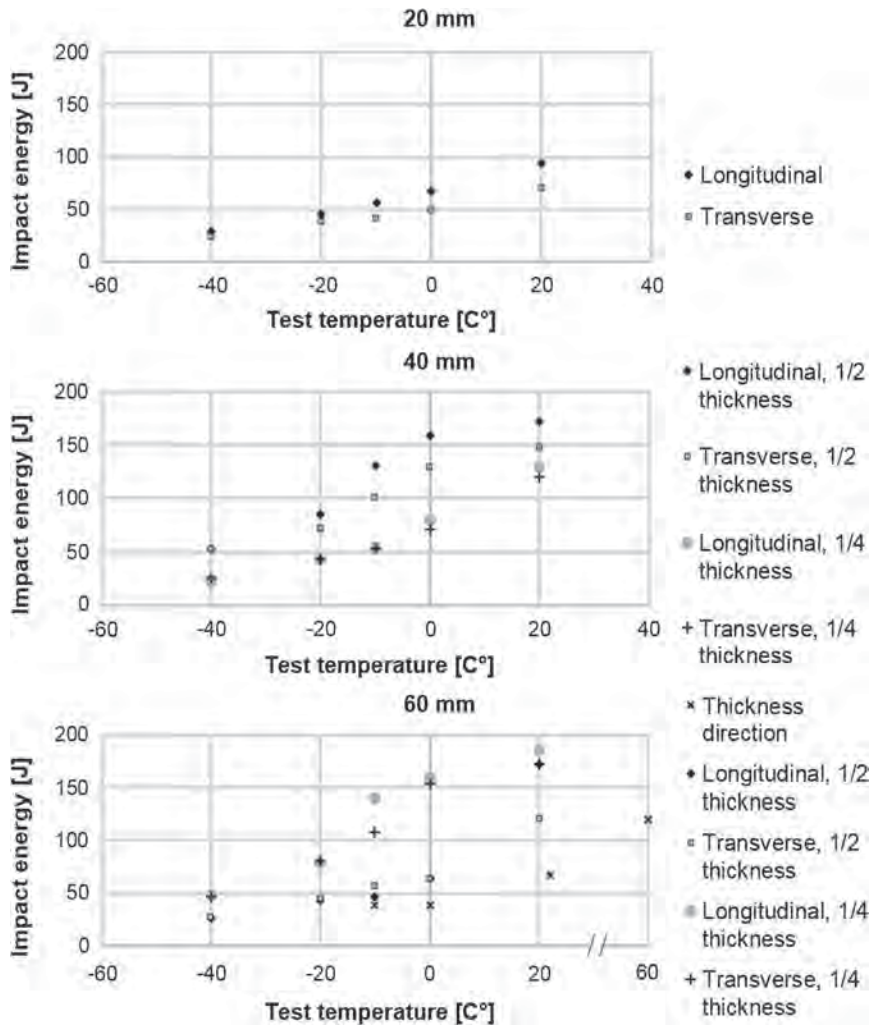 20 mm
200
150
100
50
0
Impact energy [J]
-60 -40 -20 0 20 40
Test temperature [C°]
Longitudinal
Transverse
40 mm
200
150
100
50
0
Impact energy [J]
-60 -40 -20 0 20 40
Test temperature [C°]
Longitudinal, 1/2
thickness
Transverse, 1/2
thickness
Longitudinal, 1/4
thickness
Transverse, 1/4
thickness
60 mm
200
150
100
50
0
Impact energy [J]
-60 -40 -20 0 20 60
Test temperature [C°]
Thickness
direction
Longitudinal, 1/2
thickness
Transverse, 1/2
thickness
Longitudinal, 1/4
thickness
Transverse, 1/4
thickness